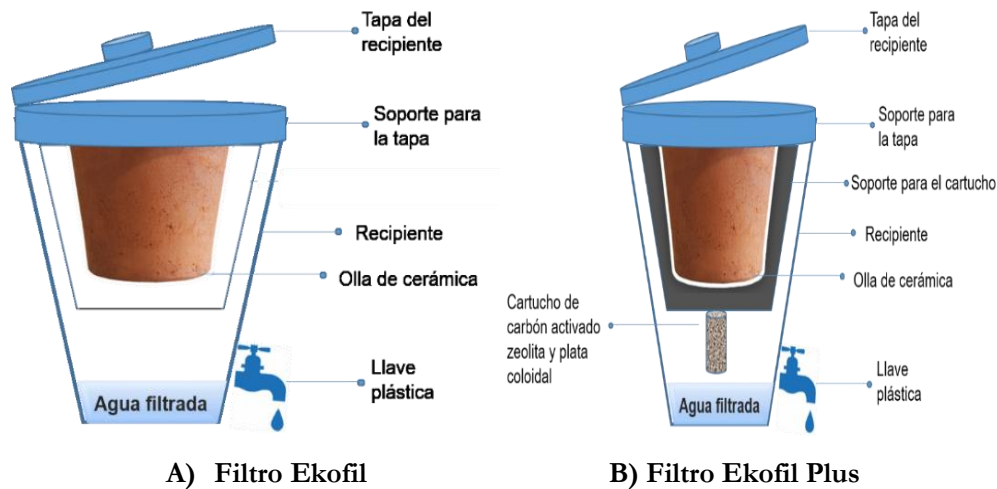 Tapa del
recipiente
Soporte para
la tapa
Recipiente
Olla de cerámica
Llave
plástica
Agua filtrada
A) Filtro Ekofil
Tapa del
recipiente
Soporte para
la tapa
Soporte para el cartucho
Recipiente
Olla de cerámica
Cartucho de
carbón activado
zeolita y plata
coloidal
Llave
plástica
Agua filtrada
B) Filtro Ekofil Plus